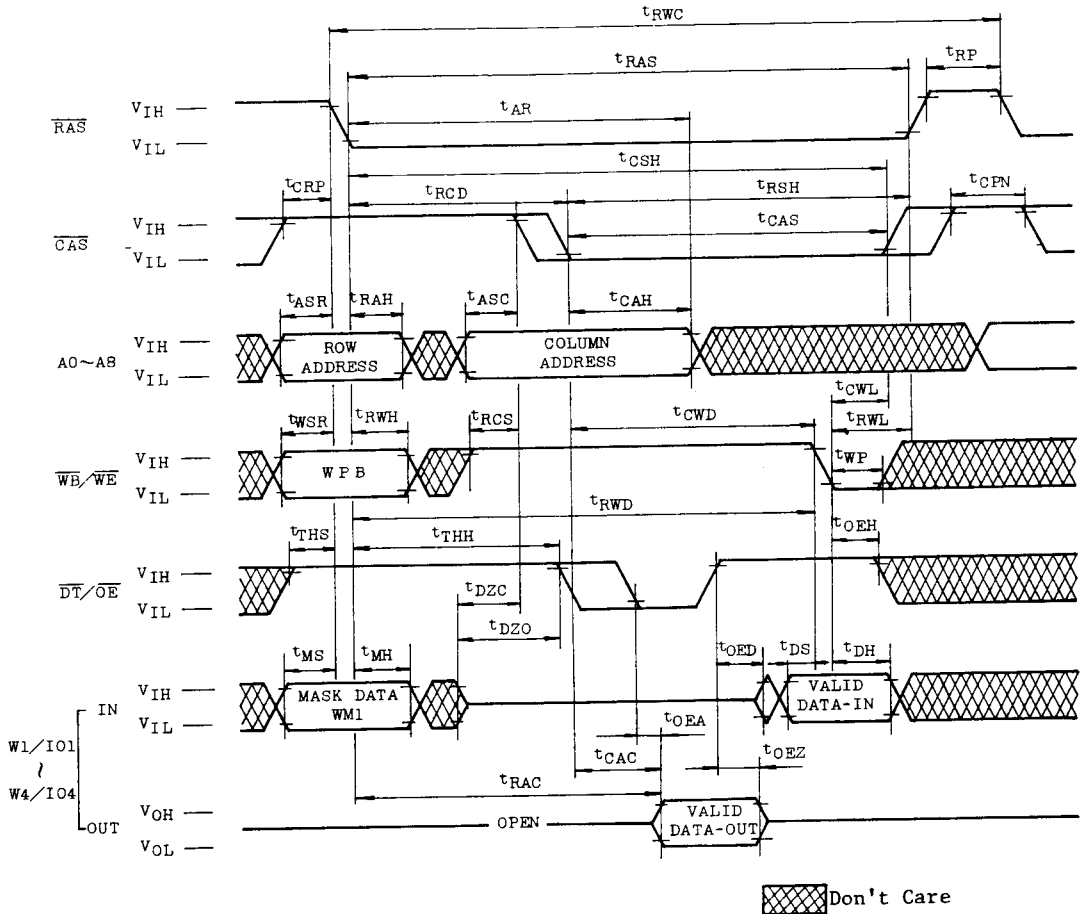 tRWC
tRAS
tRP
tAR
RAS
VIH
VIL
tCSH
tCRP
tRCD
tRSH
tCPN
CAS
VIH
VIL
tCAS
tASR
tRAH
tASC
tCAH
A0~A8
VIH
VIL
ROW
ADDRESS
COLUMN
ADDRESS
tCWL
tWSR
tRWH
tRCS
tCWD
tRWL
WB/WE
VIH
VIL
WPB
tWP
tRWD
tTHS
tTHH
tOEH
DT/OE
VIH
VIL
tDZC
tDZO
tMS
tMH
tOED
tDS
tDH
IN
VIH
VIL
MASK DATA
WM1
VALID
DATA-IN
tOEA
W1/IO1
~
W4/IO4
tCAC
tOEZ
tRAC
OUT
VOH
VOL
OPEN
VALID
DATA-OUT
Don't Care